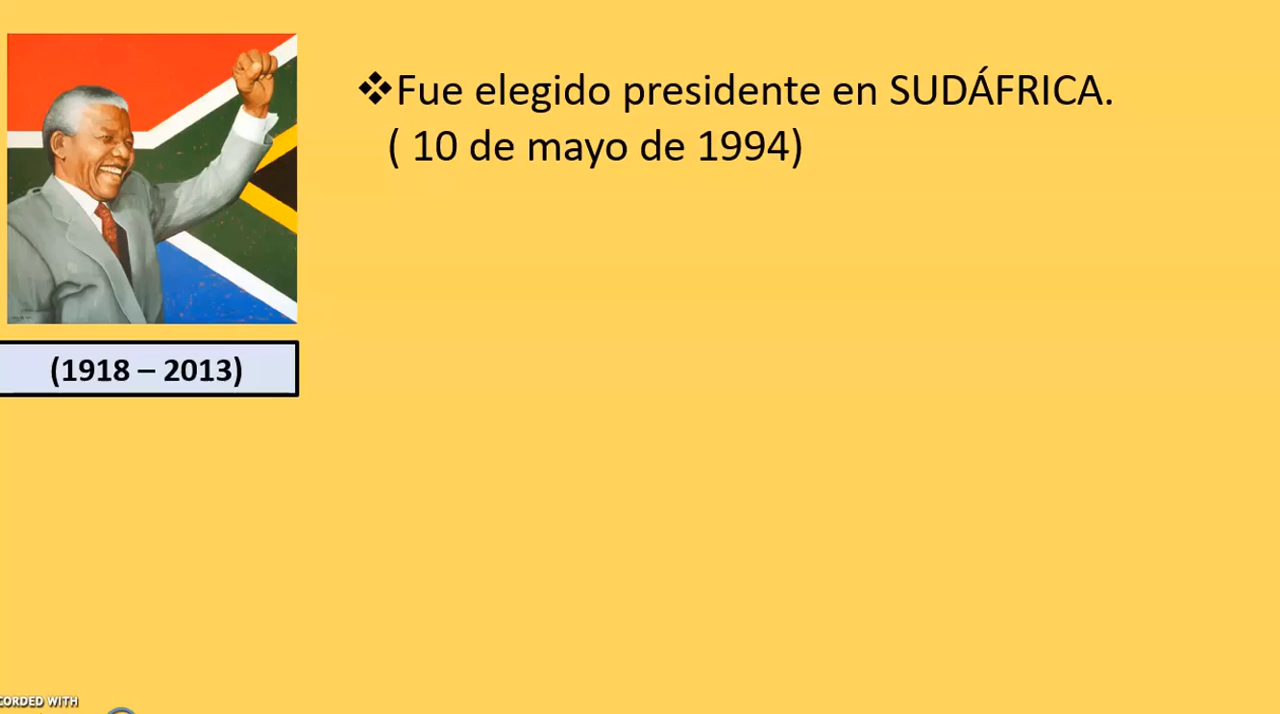 ❖Fue elegido presidente en SUDÁFRICA.
( 10 de mayo de 1994)
(1918 – 2013)
CORDED WITH